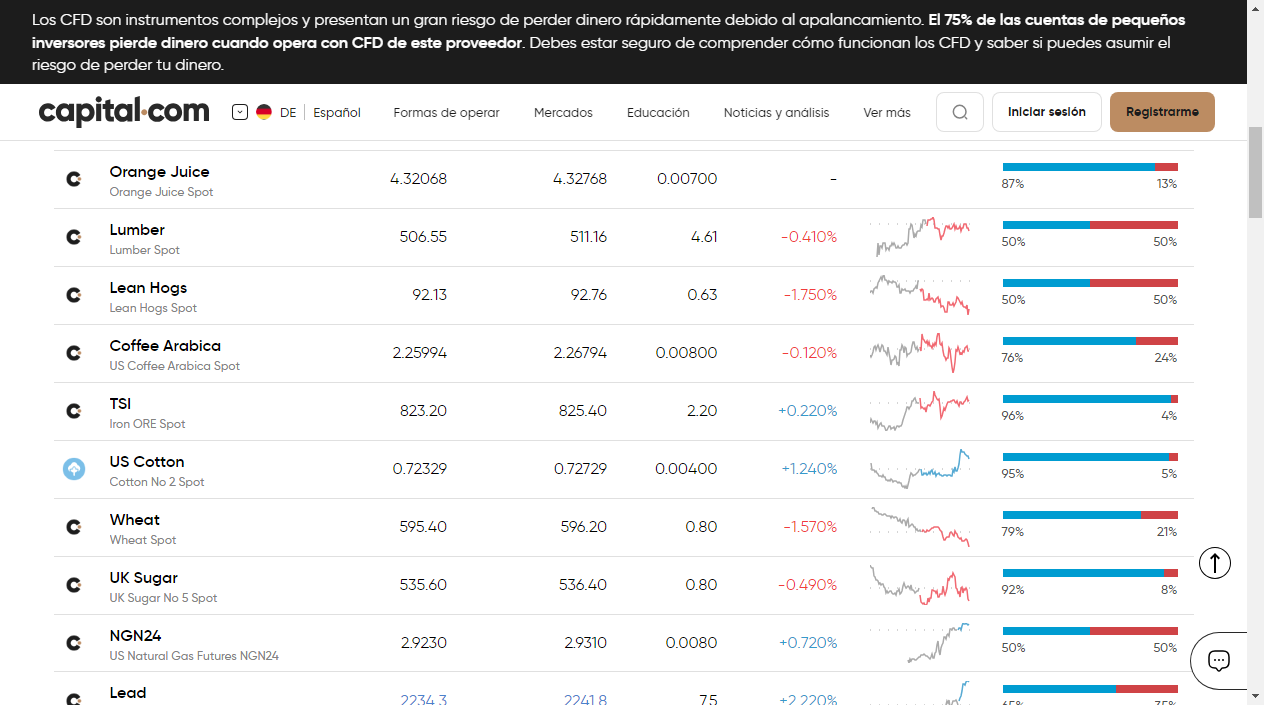 Los CFD son instrumentos complejos y presentan un gran riesgo de perder dinero rápidamente debido al apalancamiento. El 75% de las cuentas de pequeños
inversores pierde dinero cuando opera con CFD de este proveedor. Debes estar seguro de comprender cómo funcionan los CFD y saber si puedes asumir el
riesgo de perder tu dinero.
capital.com DE Español Formas de operar Mercados Educación Noticias y análisis Ver más Iniciar sesión Registrarme
Orange Juice 4.32068 4.32768 0.00700 -
Orange Juice Spot 87% 13%
Lumber 506.55 511.16 4.61 -0.410%
Lumber Spot 50% 50%
Lean Hogs 92.13 92.76 0.63 -1.750%
Lean Hogs Spot 50% 50%
Coffee Arabica 2.25994 2.26794 0.00800 -0.120%
US Coffee Arabica Spot 76% 24%
TSI 823.20 825.40 2.20 +0.220%
Iron ORE Spot 96% 4%
US Cotton 0.72329 0.72729 0.00400 +1.240%
Cotton No 2 Spot 95% 5%
Wheat 595.40 596.20 0.80 -1.570%
Wheat Spot 79% 21%
UK Sugar 535.60 536.40 0.80 -0.490%
UK Sugar No 5 Spot 92% 8%
NGN24 2.9230 2.9310 0.0080 +0.720%
US Natural Gas Futures NGN24 50% 50%
Lead 2234.3 2241.8 7.5 +2.220%